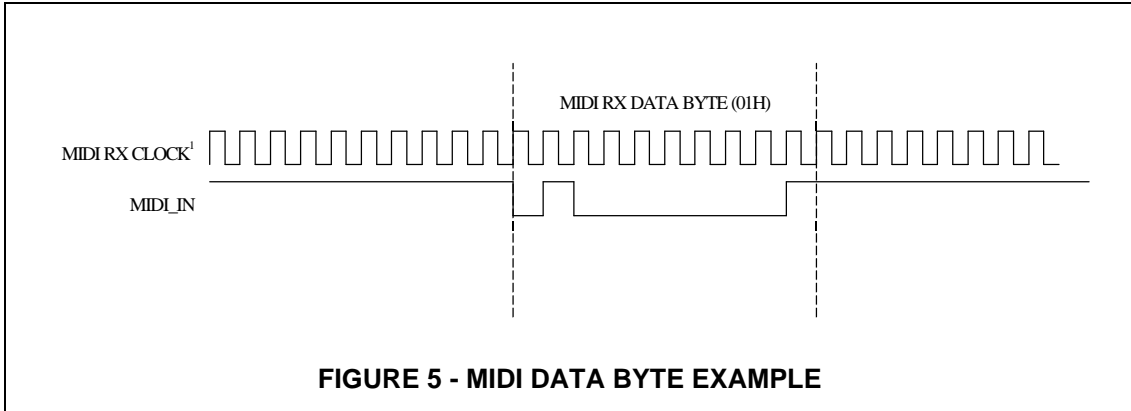 MIDI RX DATA BYTE (01H)
MIDI RX CLOCK¹
MIDI_IN
FIGURE 5 - MIDI DATA BYTE EXAMPLE